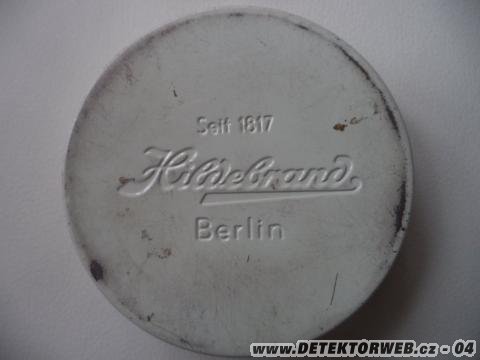 Seit 1817
Hildebrand
Berlin
www.DETEKTORWEB.cz - 04